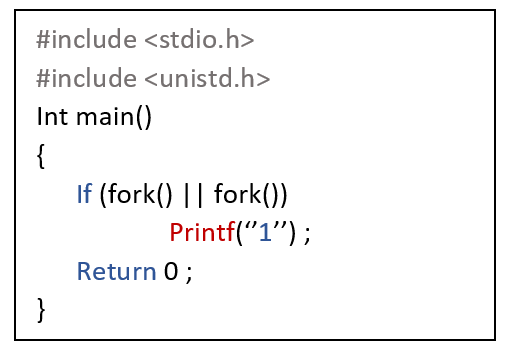 #include <stdio.h>
#include <unistd.h>
Int main()
{
If (fork() || fork())
Printf(‘’1’’) ;
Return 0 ;
}